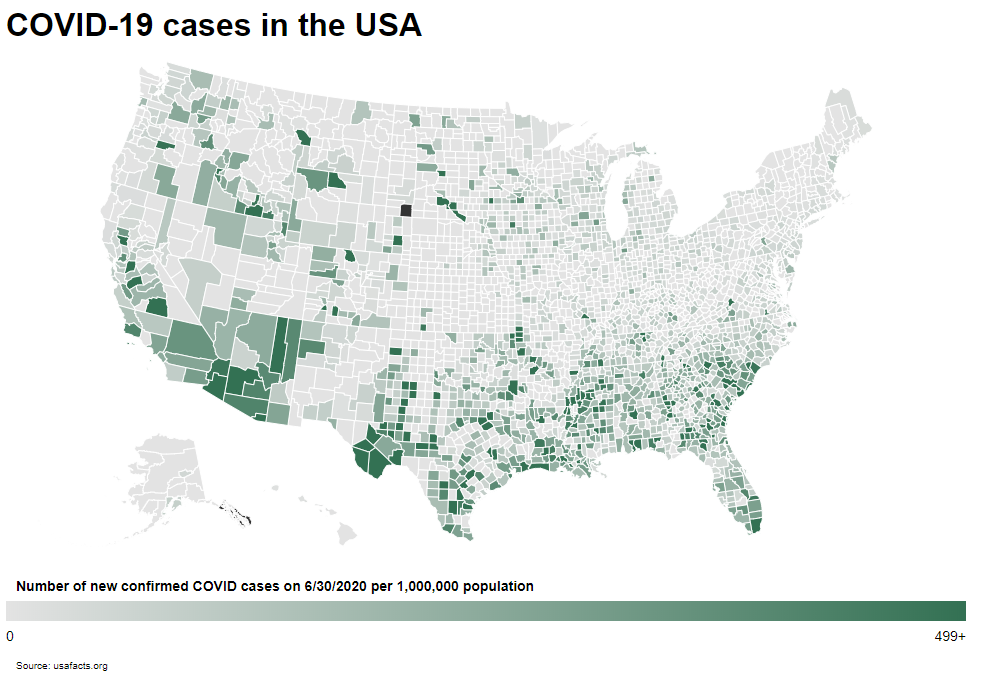 COVID-19 cases in the USA
Number of new confirmed COVID cases on 6/30/2020 per 1,000,000 population
0
499+
Source: usafacts.org